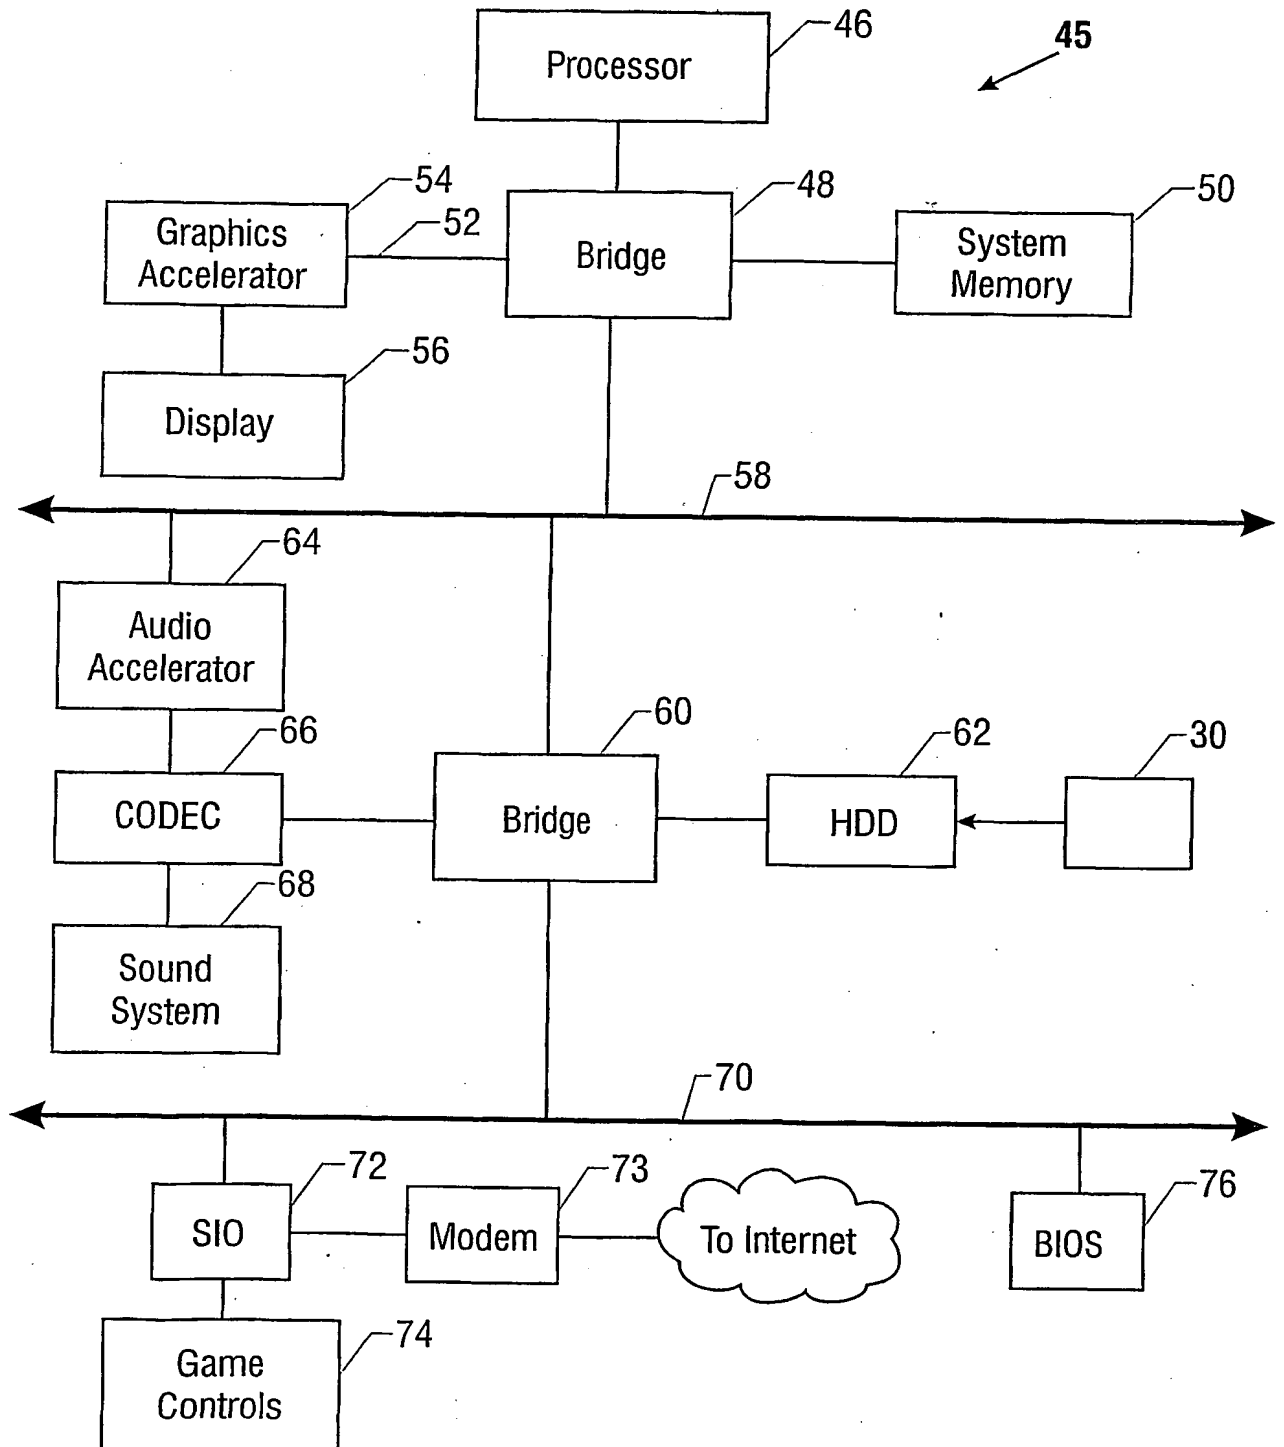 46
45
Processor
54
48
50
52
Graphics
Accelerator
Bridge
System
Memory
56
Display
58
64
Audio
Accelerator
60
66
62
30
CODEC
Bridge
HDD
68
Sound
System
70
72
73
76
SIO
Modem
To Internet
BIOS
74
Game
Controls